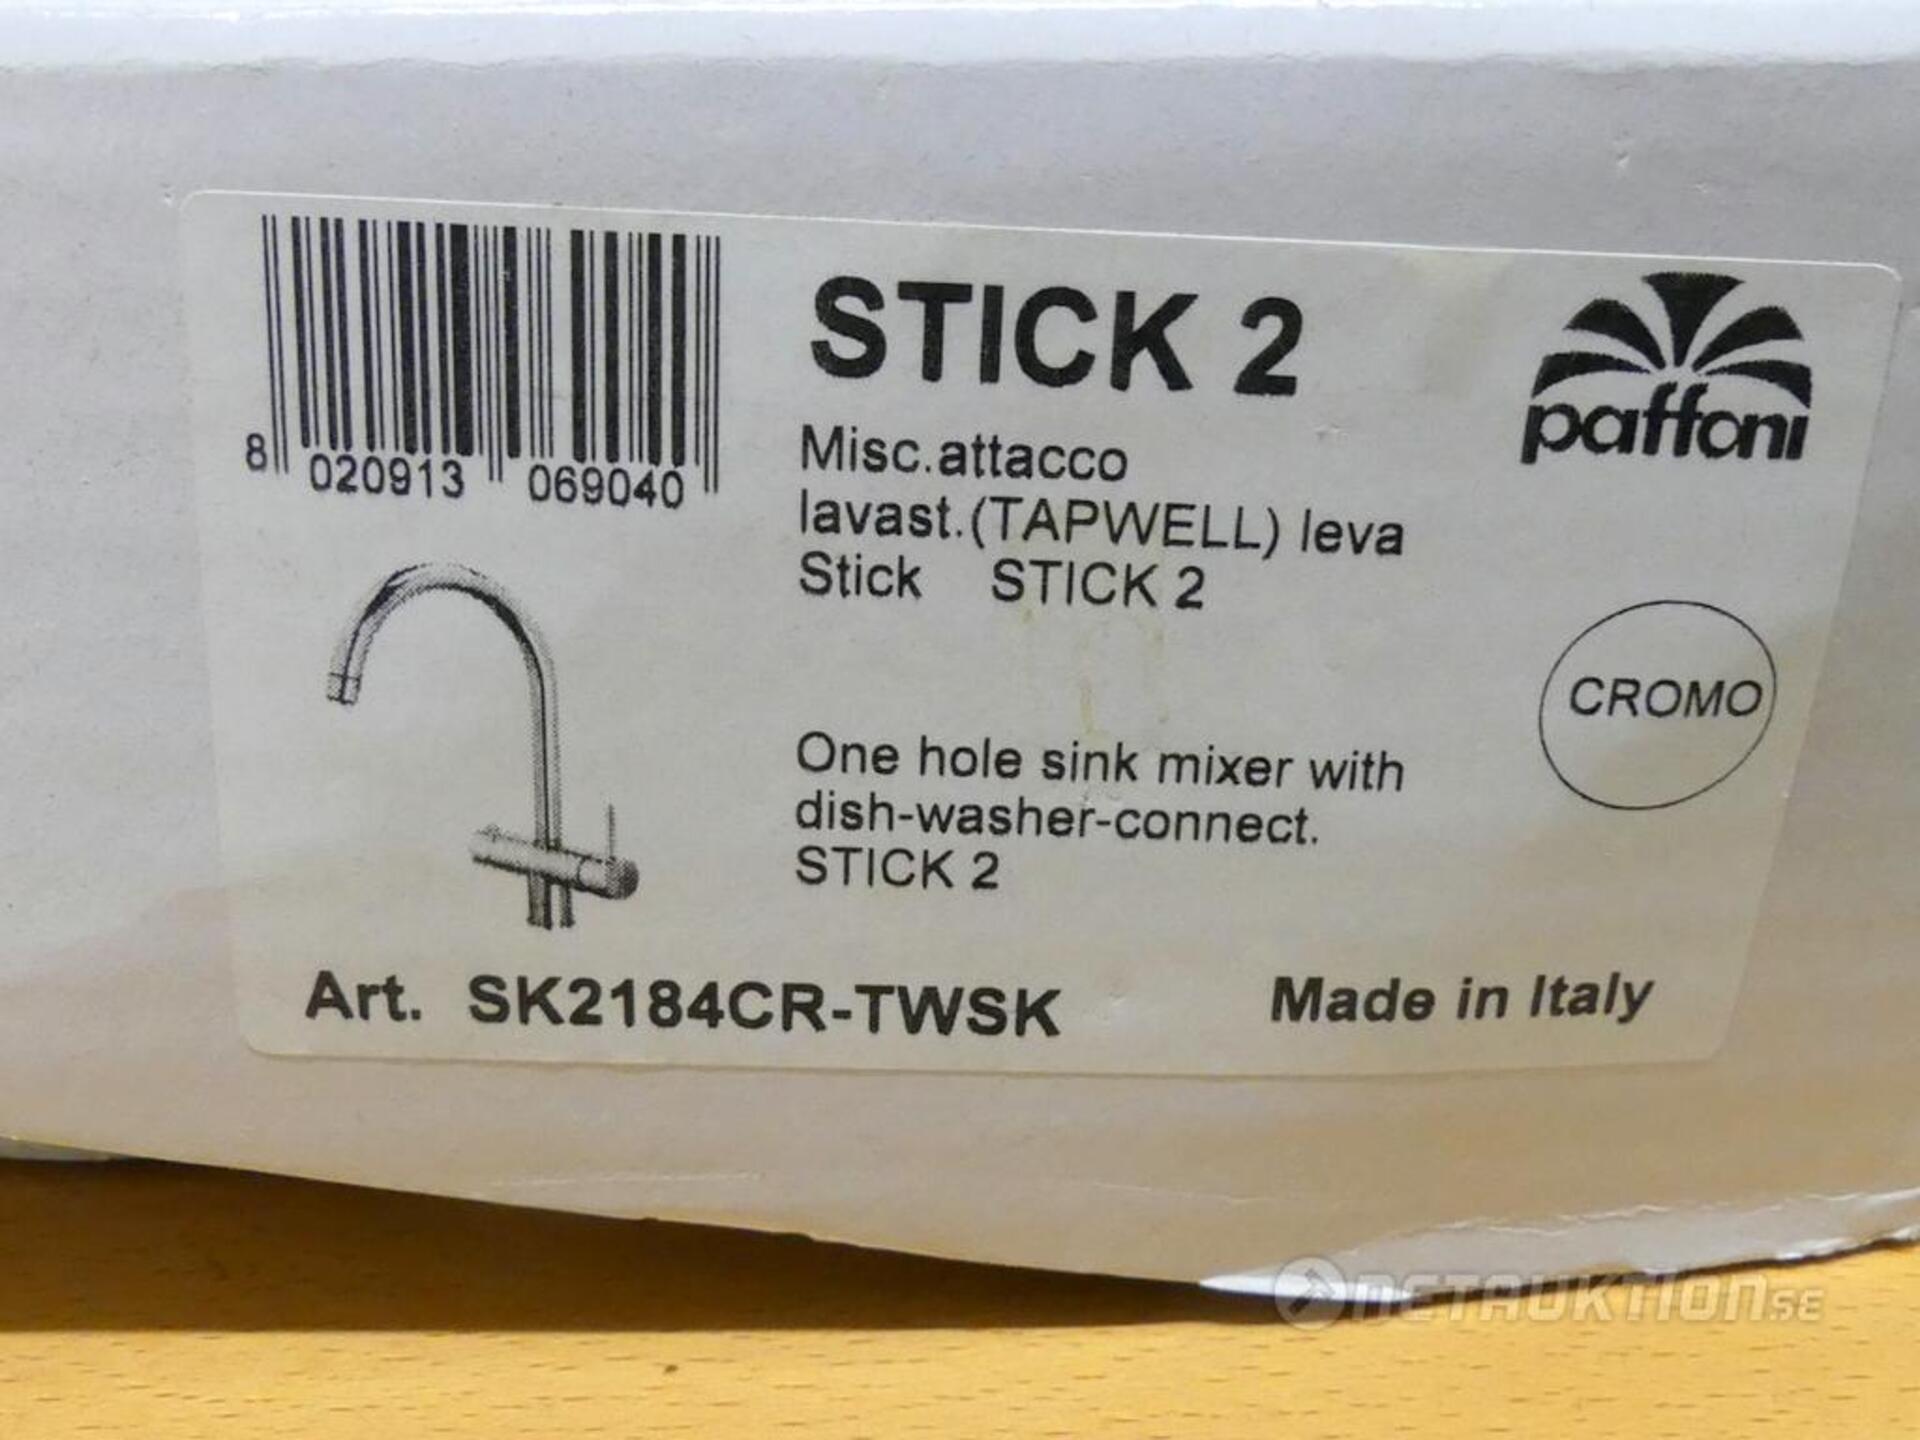 STICK 2
paffoni
8 020913 069040
Misc.attacco
lavast.(TAPWELL) leva
Stick STICK 2
CROMO
One hole sink mixer with
dish-washer-connect.
STICK 2
Art. SK2184CR-TWSK
Made in Italy
NETAUKTION.SE